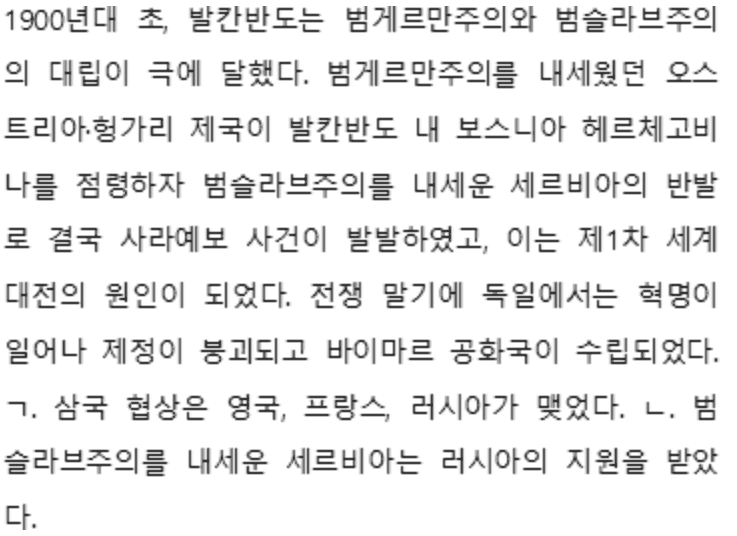 1900년대 초, 발칸반도는 범게르만주의와 범슬라브주의
의 대립이 극에 달했다. 범게르만주의를 내세웠던 오스
트리아·헝가리 제국이 발칸반도 내 보스니아 헤르체고비
나를 점령하자 범슬라브주의를 내세운 세르비아의 반발
로 결국 사라예보 사건이 발발하였고, 이는 제1차 세계
대전의 원인이 되었다. 전쟁 말기에 독일에서는 혁명이
일어나 제정이 붕괴되고 바이마르 공화국이 수립되었다.
ㄱ. 삼국 협상은 영국, 프랑스, 러시아가 맺었다. ㄴ. 범
슬라브주의를 내세운 세르비아는 러시아의 지원을 받았
다.